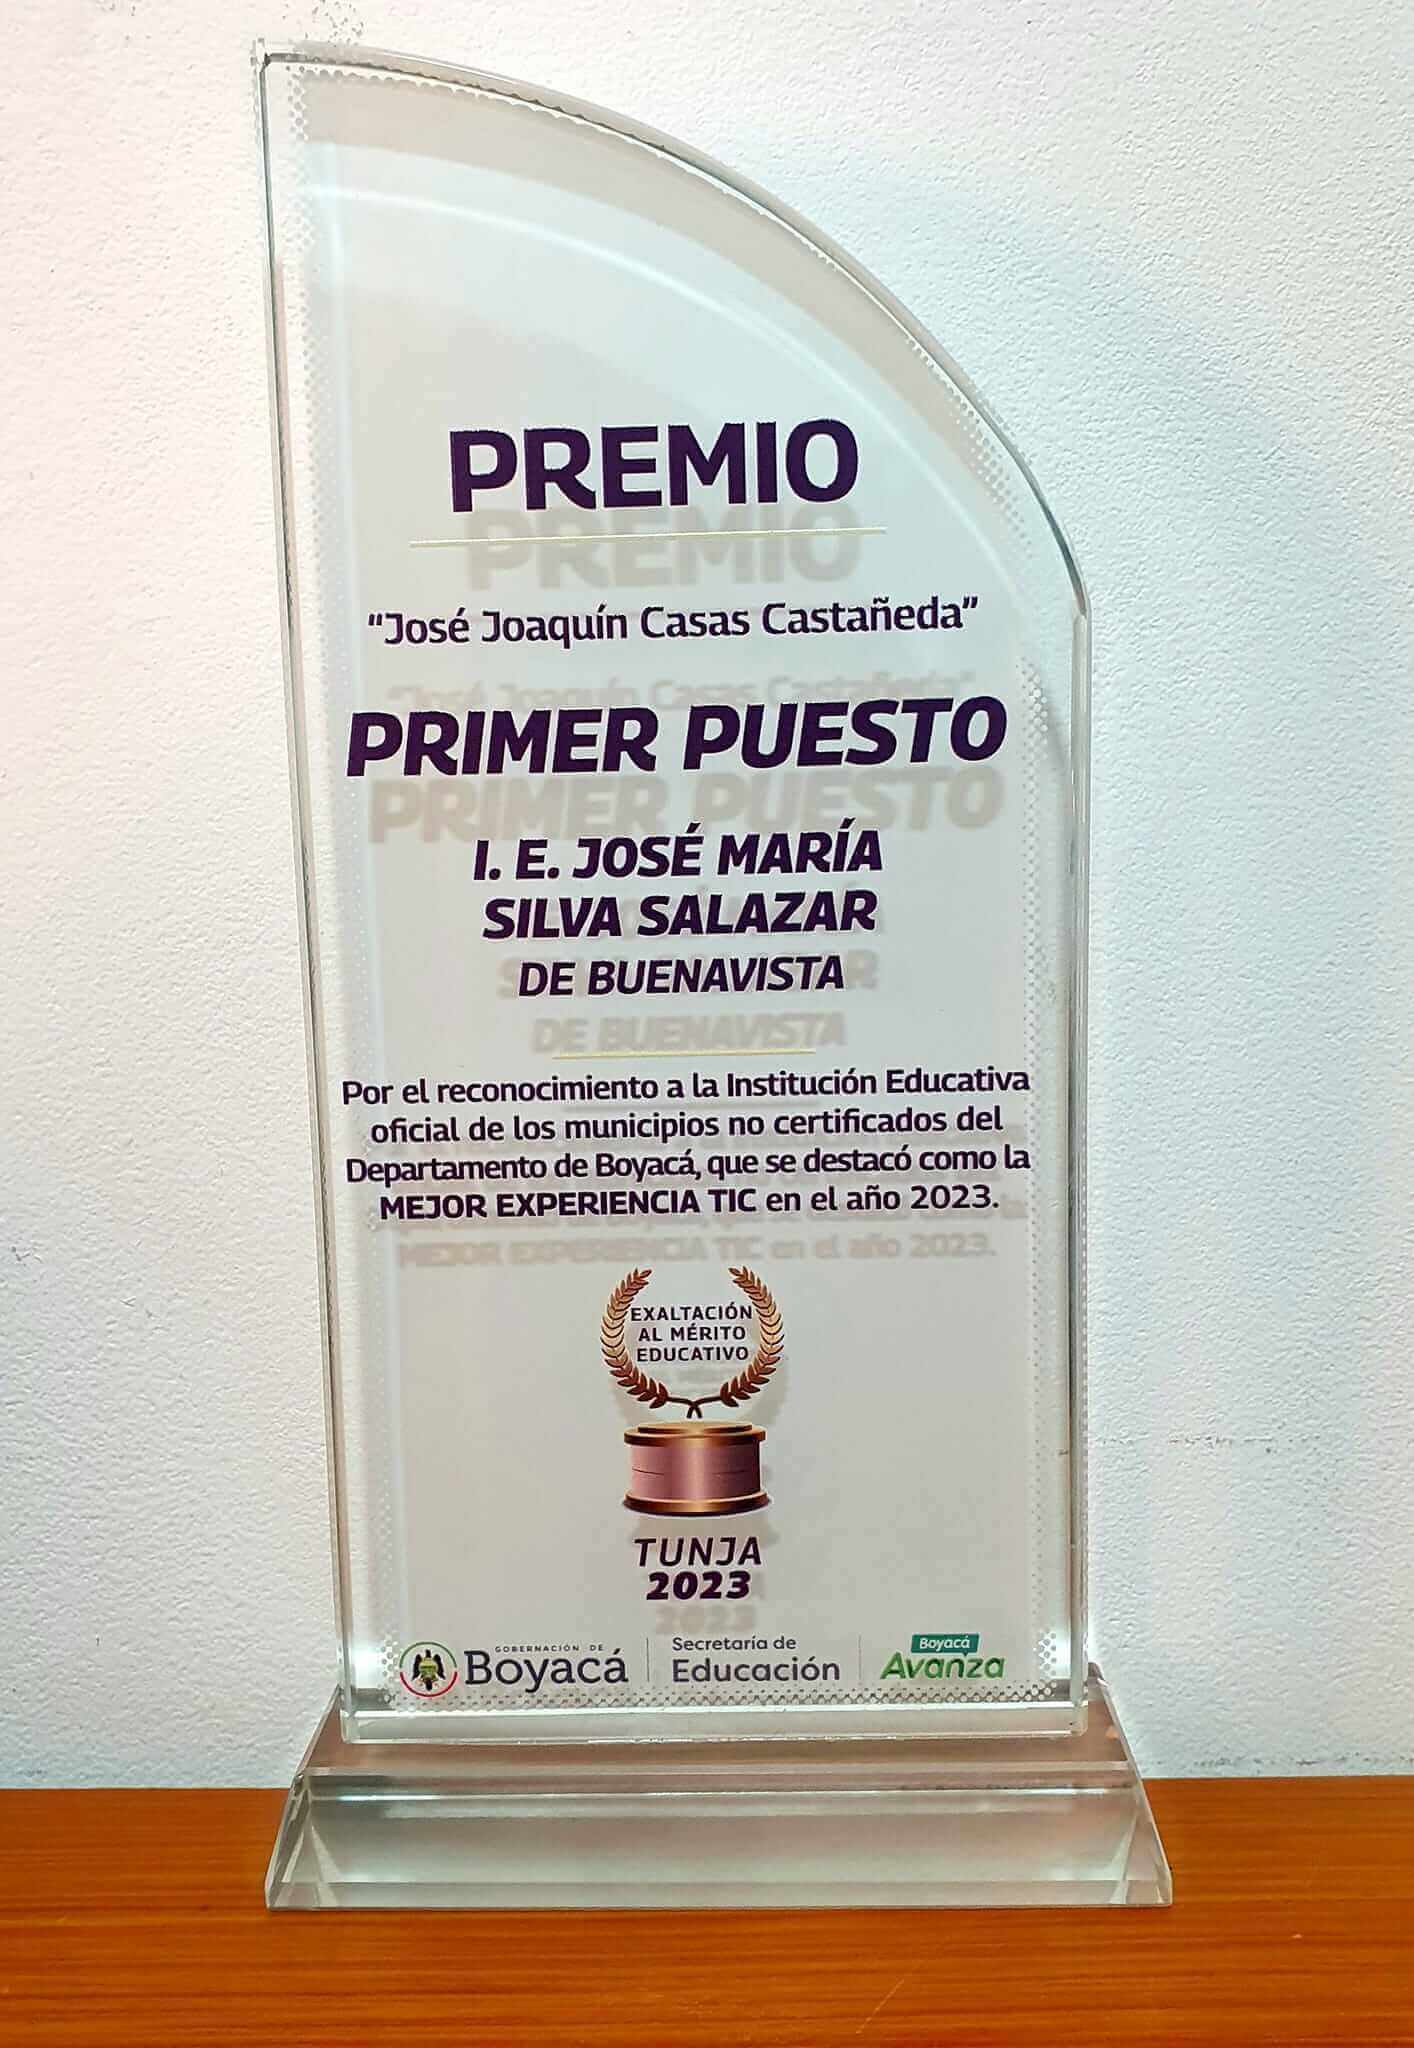 PREMIO
“José Joaquín Casas Castañeda”
PRIMER PUESTO
I. E. JOSÉ MARÍA
SILVA SALAZAR
DE BUENAVISTA
Por el reconocimiento a la Institución Educativa
oficial de los municipios no certificados del
Departamento de Boyacá, que se destacó como la
MEJOR EXPERIENCIA TIC en el año 2023.
EXALTACIÓN
AL MÉRITO
EDUCATIVO
TUNJA
2023
GOBERNACIÓN DE
Boyacá
Secretaría de
Educación
Boyacá
Avanza